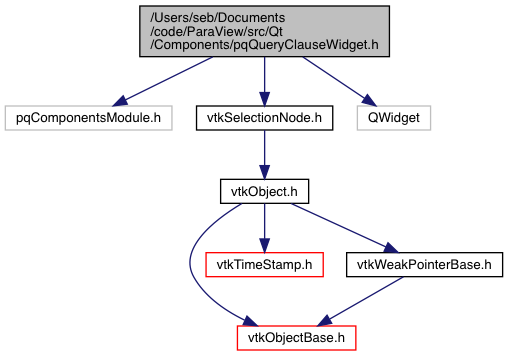 /Users/seb/Documents
/code/ParaView/src/Qt
/Components/pqQueryClauseWidget.h
pqComponentsModule.h
vtkSelectionNode.h
QWidget
vtkObject.h
vtkTimeStamp.h
vtkWeakPointerBase.h
vtkObjectBase.h